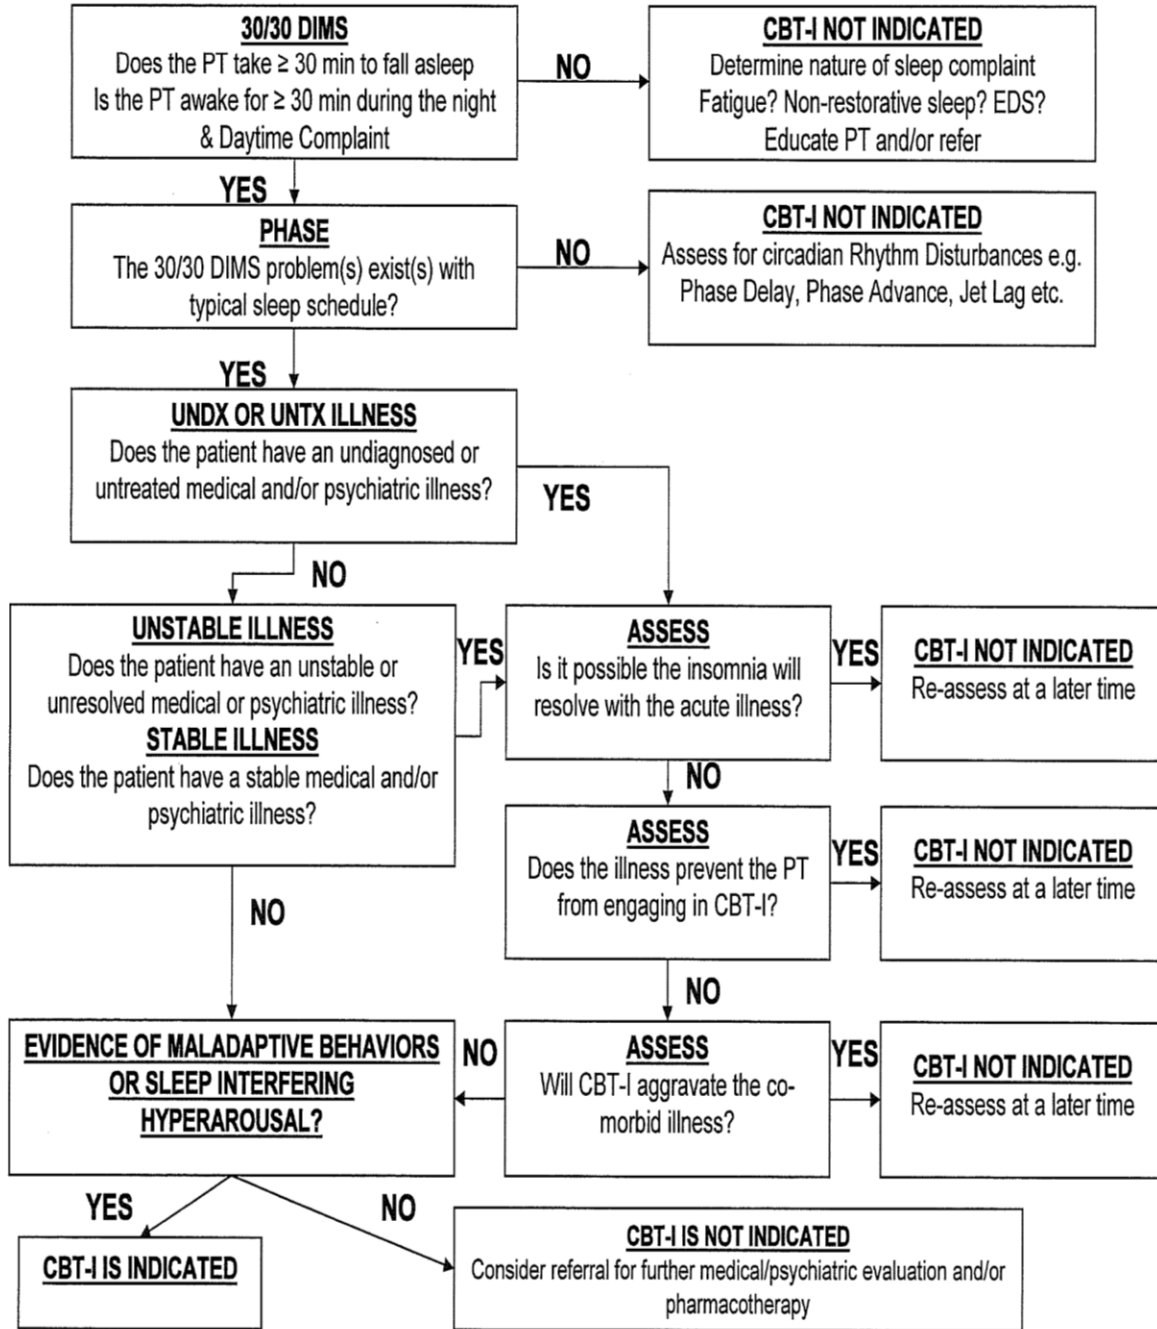 30/30 DIMS
Does the PT take ≥ 30 min to fall asleep
Is the PT awake for ≥ 30 min during the night
& Daytime Complaint
NO
CBT-I NOT INDICATED
Determine nature of sleep complaint
Fatigue? Non-restorative sleep? EDS?
Educate PT and/or refer
YES
PHASE
The 30/30 DIMS problem(s) exist(s) with
typical sleep schedule?
NO
CBT-I NOT INDICATED
Assess for circadian Rhythm Disturbances e.g.
Phase Delay, Phase Advance, Jet Lag etc.
YES
UNDX OR UNTX ILLNESS
Does the patient have an undiagnosed or
untreated medical and/or psychiatric illness?
YES
NO
UNSTABLE ILLNESS
Does the patient have an unstable or
unresolved medical or psychiatric illness?
STABLE ILLNESS
Does the patient have a stable medical and/or
psychiatric illness?
YES
ASSESS
Is it possible the insomnia will
resolve with the acute illness?
YES
CBT-I NOT INDICATED
Re-assess at a later time
NO
ASSESS
Does the illness prevent the PT
from engaging in CBT-I?
YES
CBT-I NOT INDICATED
Re-assess at a later time
NO
NO
EVIDENCE OF MALADAPTIVE BEHAVIORS
OR SLEEP INTERFERING
HYPERAROUSAL?
NO
ASSESS
Will CBT-I aggravate the co-
morbid illness?
YES
CBT-I NOT INDICATED
Re-assess at a later time
YES
NO
CBT-I IS INDICATED
CBT-I IS NOT INDICATED
Consider referral for further medical/psychiatric evaluation and/or
pharmacotherapy